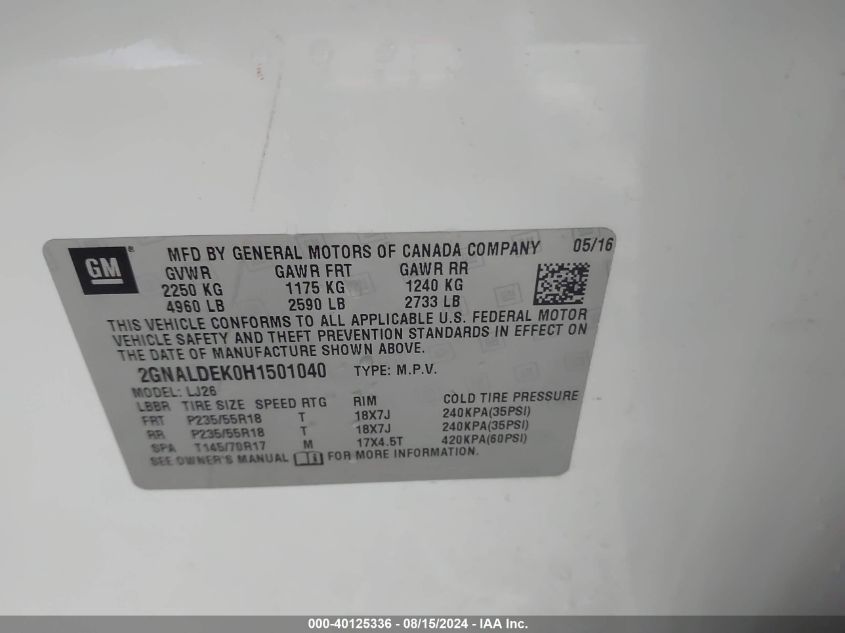 GM ® MFD BY GENERAL MOTORS OF CANADA COMPANY 05/16
GVWR GAWR FRT GAWR RR
2250 KG 1175 KG 1240 KG
4960 LB 2590 LB 2733 LB
THIS VEHICLE CONFORMS TO ALL APPLICABLE U.S. FEDERAL MOTOR
VEHICLE SAFETY AND THEFT PREVENTION STANDARDS IN EFFECT ON
THE DATE OF MANUFACTURE SHOWN ABOVE.
2GNALDEK0H1501040 TYPE: M.P.V.
MODEL: LJ26
LBBR TIRE SIZE SPEED RTG RIM COLD TIRE PRESSURE
FRT P235/55R18 T 18X7J 240KPA(35PSI)
RR P235/55R18 T 18X7J 240KPA(35PSI)
SPA T145/70R17 M 17X4.5T 420KPA(60PSI)
SEE OWNER'S MANUAL FOR MORE INFORMATION.
000-40125336 - 08/15/2024 - IAA Inc.